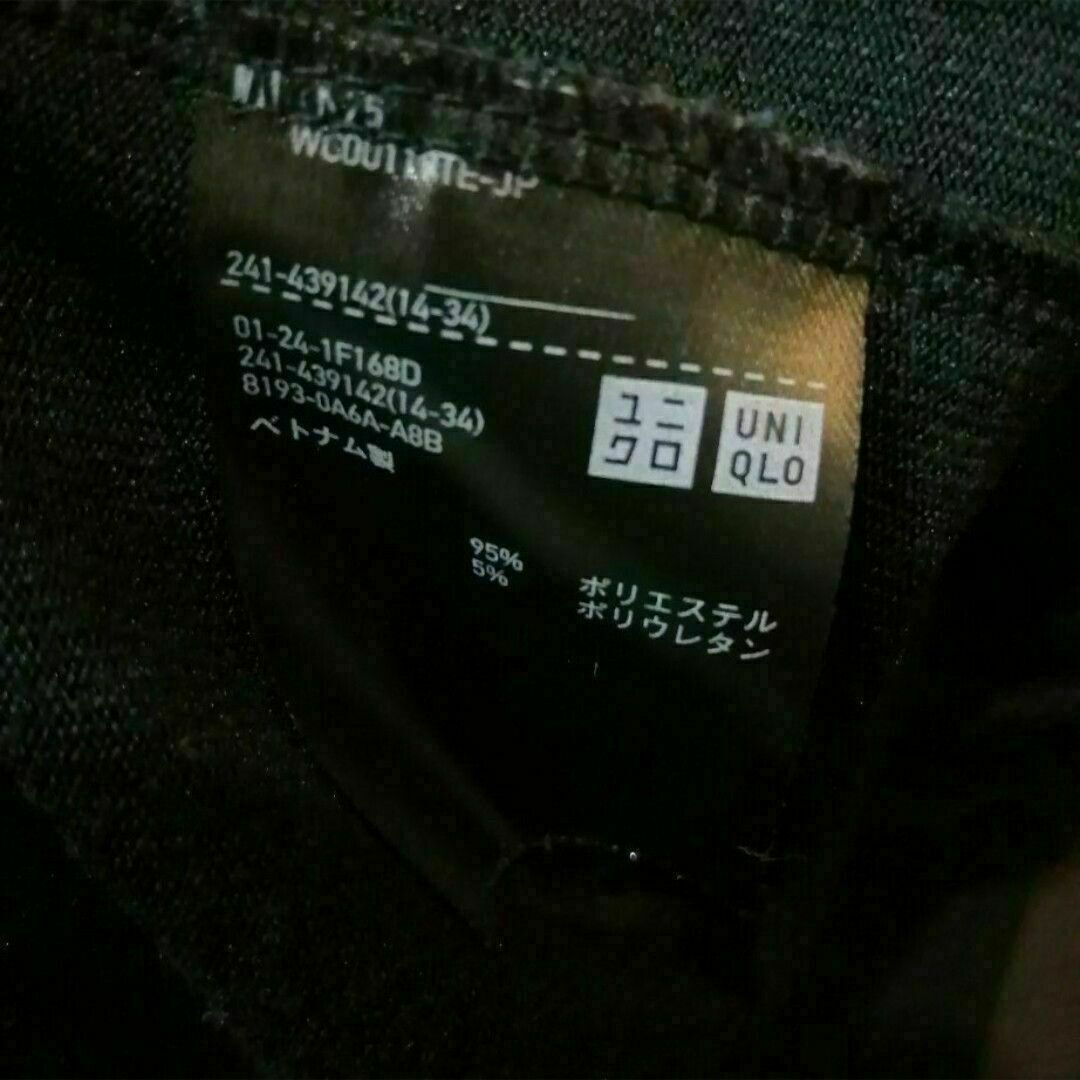 241-439142(14-34)
01-24-1F168D
241-439142(14-34)
8193-0A6A-A8B
ベトナム製
ユニ
クロ
UNI
QLO
95% ポリエステル
5% ポリウレタン